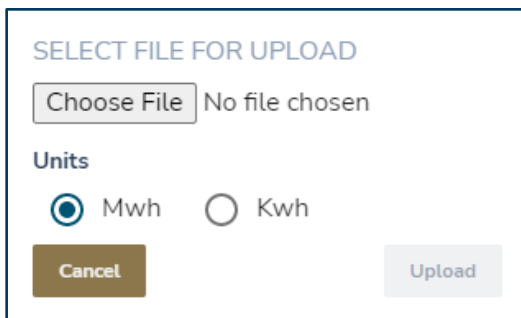 SELECT FILE FOR UPLOAD
Choose File No file chosen
Units
Mwh Kwh
Cancel Upload